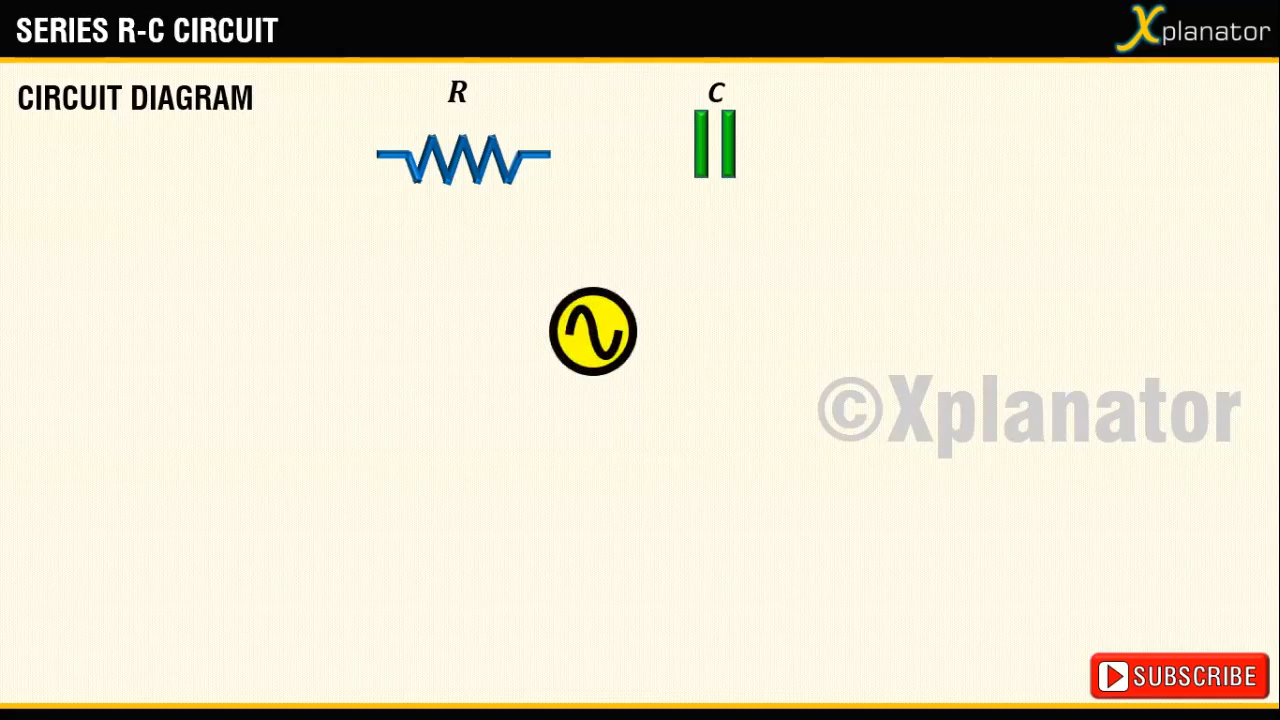 SERIES R-C CIRCUIT
Xplanator
CIRCUIT DIAGRAM
R
C
©Xplanator
SUBSCRIBE